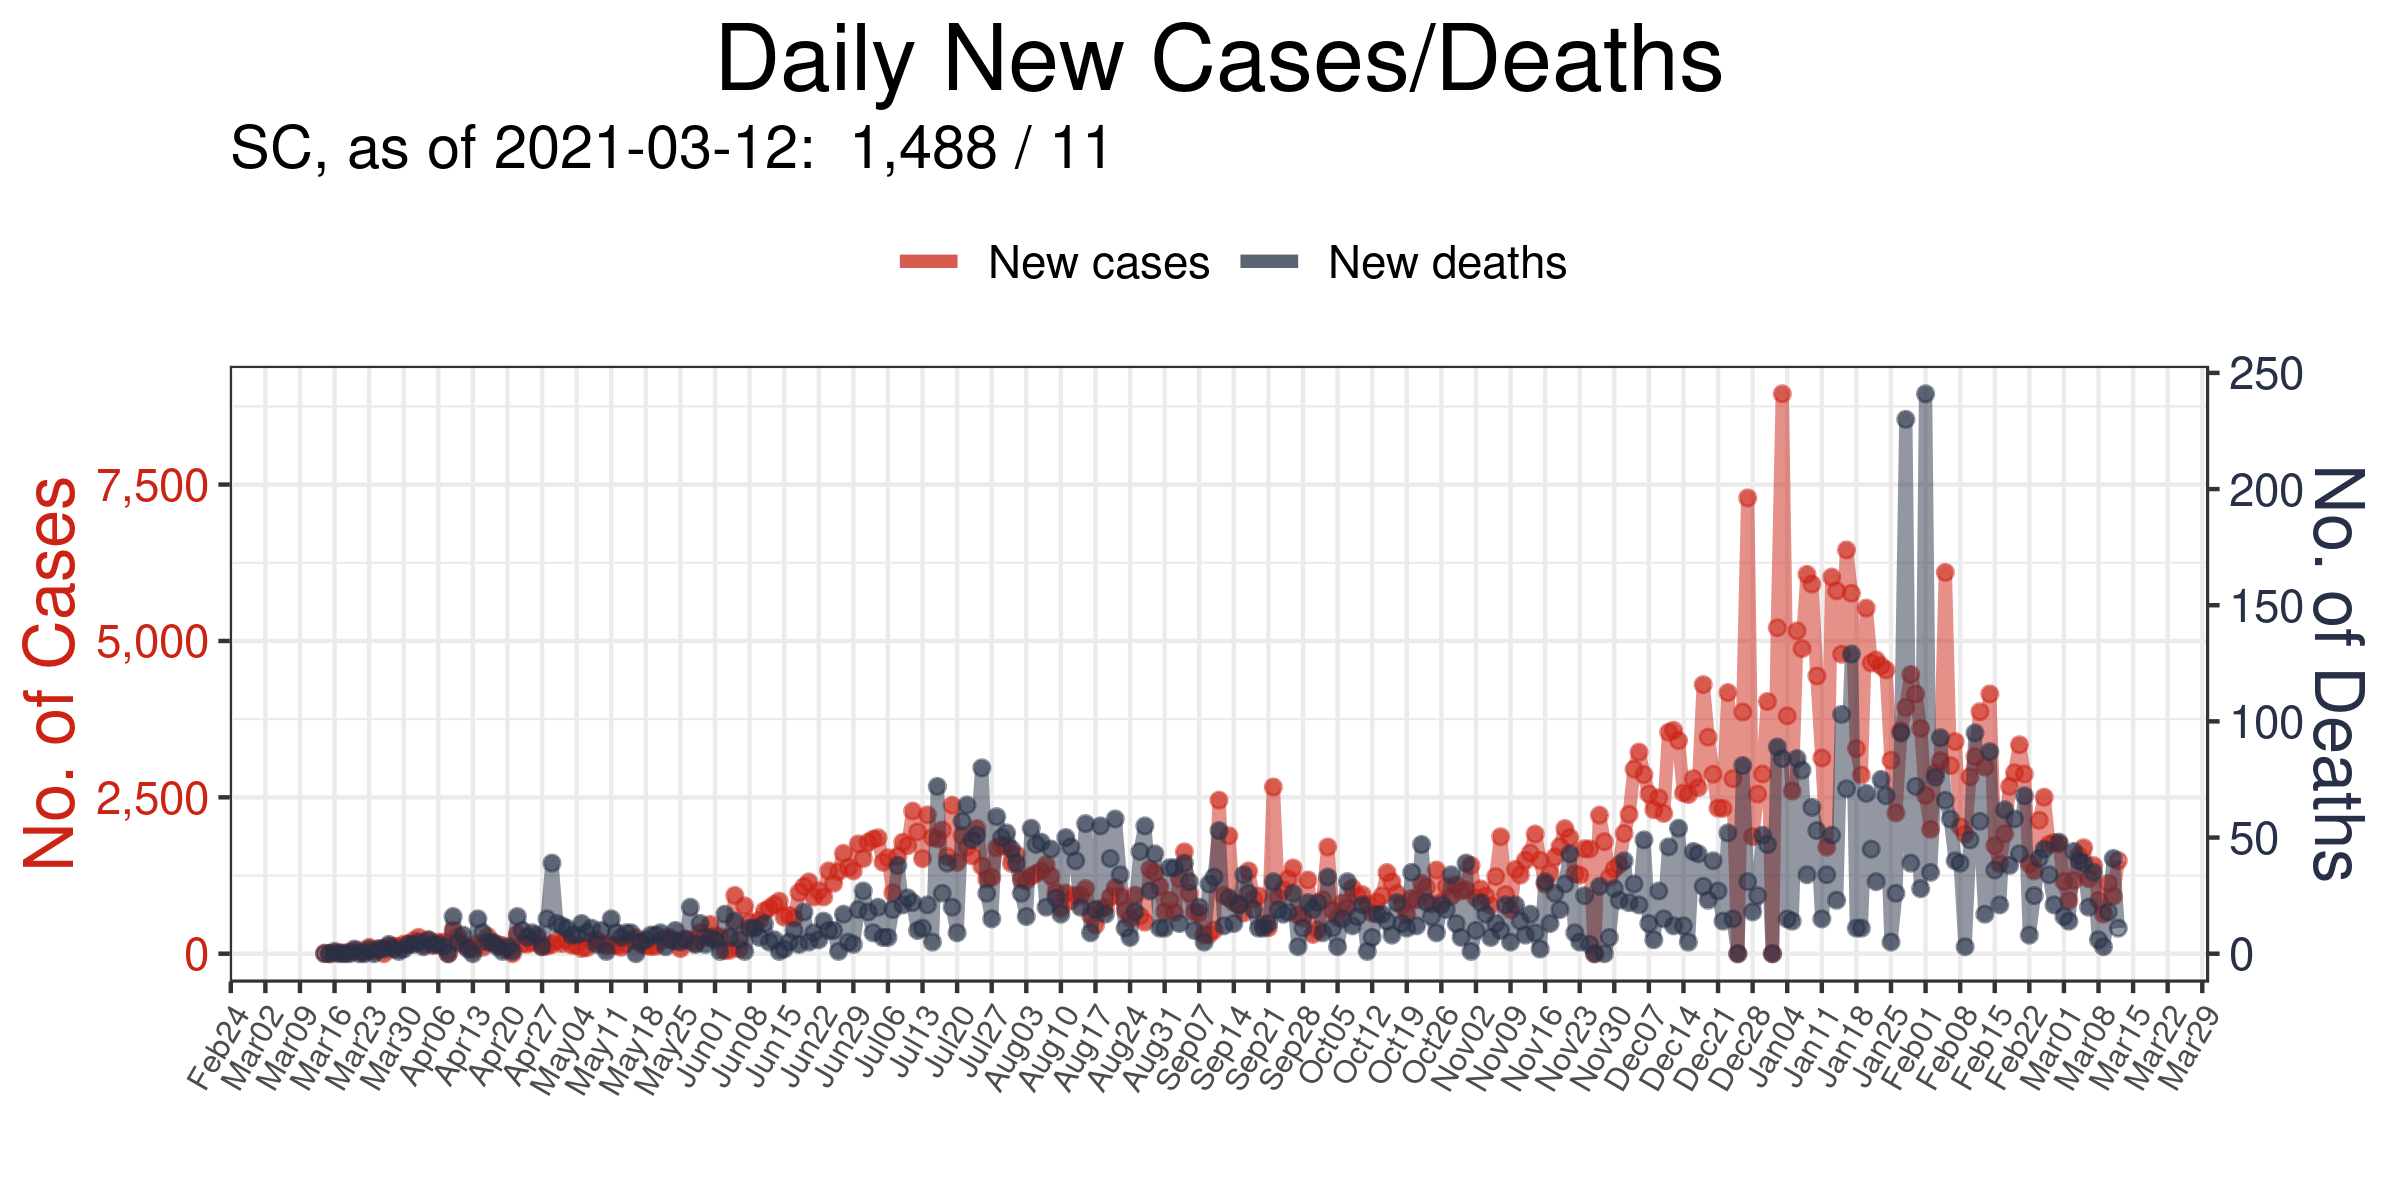 Daily New Cases/Deaths
SC, as of 2021-03-12:  1,488 / 11
New cases
New deaths
No. of Cases
7,500
5,000
2,500
0
250
200
150
100
50
0
No. of Deaths
Feb24
Mar02
Mar09
Mar16
Mar23
Mar30
Apr06
Apr13
Apr20
Apr27
May04
May11
May18
May25
Jun01
Jun08
Jun15
Jun22
Jun29
Jul06
Jul13
Jul20
Jul27
Aug03
Aug10
Aug17
Aug24
Aug31
Sep07
Sep14
Sep21
Sep28
Oct05
Oct12
Oct19
Oct26
Nov02
Nov09
Nov16
Nov23
Nov30
Dec07
Dec14
Dec21
Dec28
Jan04
Jan11
Jan18
Jan25
Feb01
Feb08
Feb15
Feb22
Mar01
Mar08
Mar15
Mar22
Mar29